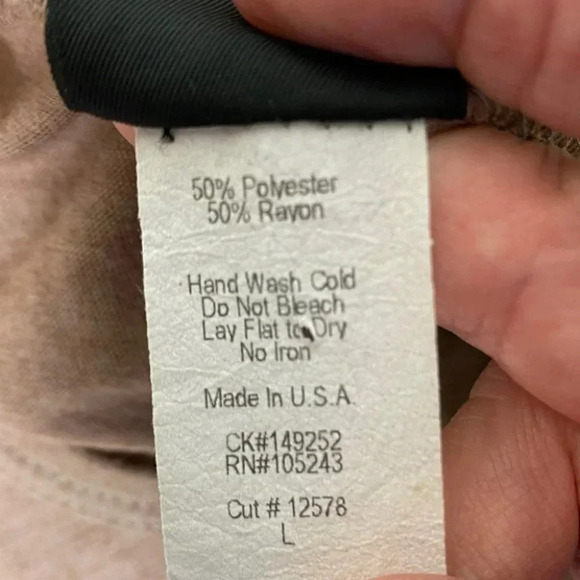 50% Polyester
50% Rayon
Hand Wash Cold
Do Not Bleach
Lay Flat to Dry
No Iron
Made In U.S.A.
CK#149252
RN#105243
Cut # 12578
L